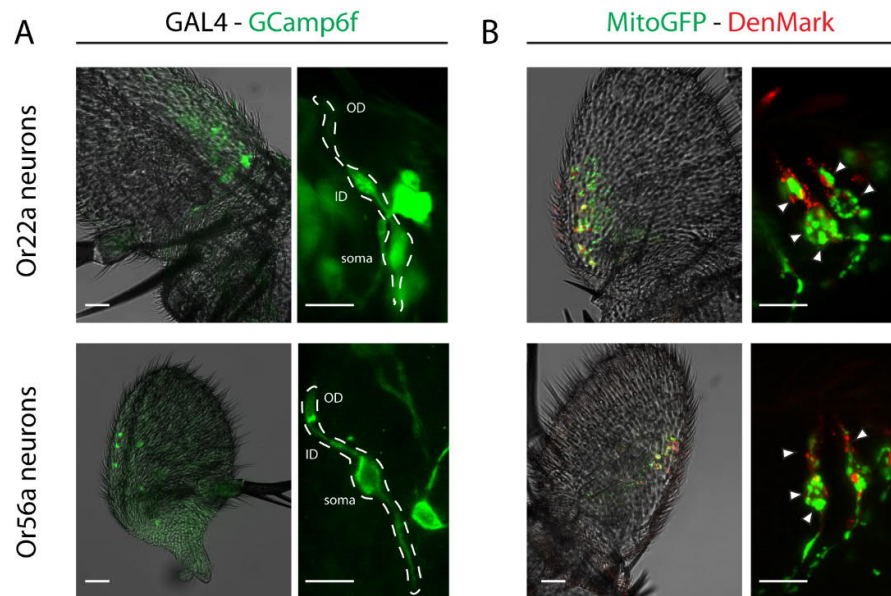 A
GAL4 - GCamp6f
B
MitoGFP - DenMark
Or22a neurons
OD
ID
soma
Or56a neurons
OD
ID
soma